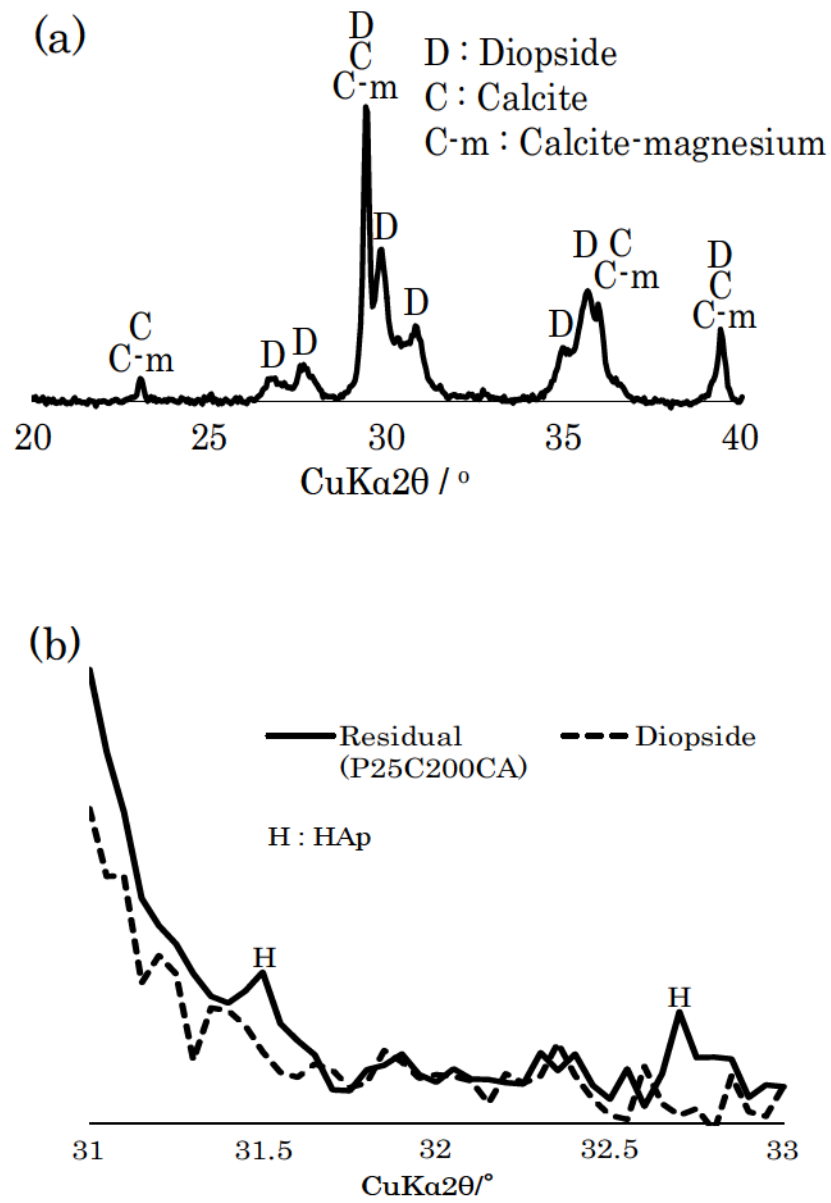 (a)
D
C
C-m
D : Diopside
C : Calcite
C-m : Calcite-magnesium
D
D
D C
C-m
D
C
C-m
C
C-m
D
D
D
20
25
30
35
40
CuKα2θ / °
(b)
Residual
(P25C200CA)
Diopside
H : HAp
H
H
31
31.5
32
32.5
33
CuKα2θ/°